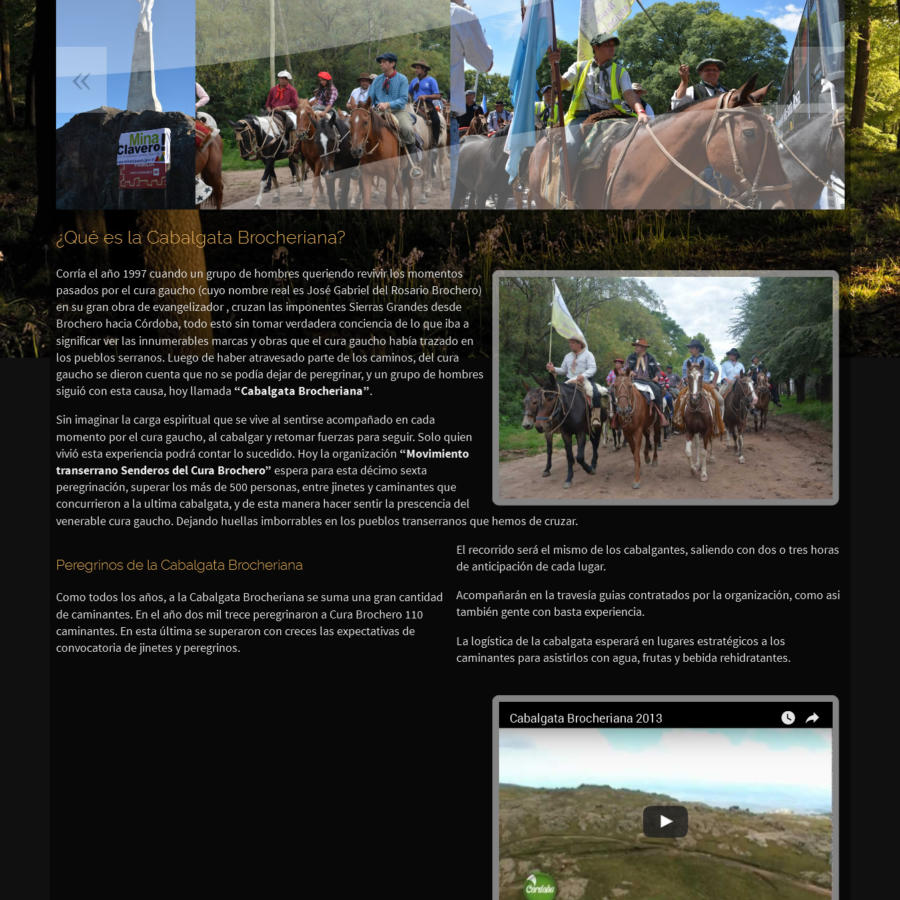 Mina
Clavero!
¿Qué es la Cabalgata Brocheriana?
Corría el año 1997 cuando un grupo de hombres queriendo revivir los momentos
pasados por el cura gaucho (cuyo nombre real es José Gabriel del Rosario Brochero)
en su gran obra de evangelizador , cruzan las imponentes Sierras Grandes desde
Brochero hacia Córdoba, todo esto sin tomar verdadera conciencia de lo que iba a
significar ver las innumerables marcas y obras que el cura gaucho había trazado en
los pueblos serranos. Luego de haber atravesado parte de los caminos, del cura
gaucho se dieron cuenta que no se podía dejar de peregrinar, y un grupo de hombres
siguió con esta causa, hoy llamada “Cabalgata Brocheriana”.
Sin imaginar la carga espiritual que se vive al sentirse acompañado en cada
momento por el cura gaucho, al cabalgar y retomar fuerzas para seguir. Solo quien
vivió esta experiencia podrá contar lo sucedido. Hoy la organización “Movimiento
transerrano Senderos del Cura Brochero” espera para esta décimo sexta
peregrinación, superar los más de 500 personas, entre jinetes y caminantes que
concurrieron a la ultima cabalgata, y de esta manera hacer sentir la prescencia del
venerable cura gaucho. Dejando huellas imborrables en los pueblos transerranos que hemos de cruzar.
Peregrinos de la Cabalgata Brocheriana
Como todos los años, a la Cabalgata Brocheriana se suma una gran cantidad
de caminantes. En el año dos mil trece peregrinaron a Cura Brochero 110
caminantes. En esta última se superaron con creces las expectativas de
convocatoria de jinetes y peregrinos.
El recorrido será el mismo de los cabalgantes, saliendo con dos o tres horas
de anticipación de cada lugar.
Acompañarán en la travesía guias contratados por la organización, como asi
también gente con basta experiencia.
La logística de la cabalgata esperará en lugares estratégicos a los
caminantes para asistirlos con agua, frutas y bebida rehidratantes.
Cabalgata Brocheriana 2013
Córdoba